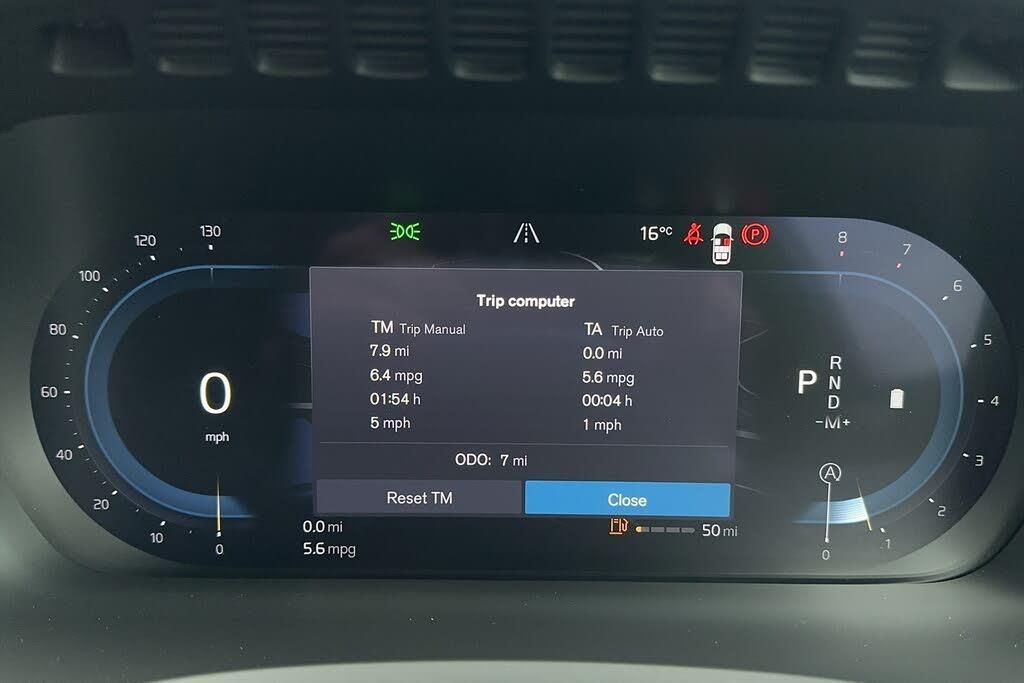 130
120
16°C
P
8
100
7
6
Trip computer
80
TM Trip Manual
TA Trip Auto
5
7.9 mi
0.0 mi
R
6.4 mpg
5.6 mpg
P
N
60
0
01:54 h
00:04 h
D
4
5 mph
1 mph
-M+
mph
40
ODO: 7 mi
3
A
Reset TM
Close
20
2
0.0 mi
50 mi
10
1
0
5.6 mpg
0